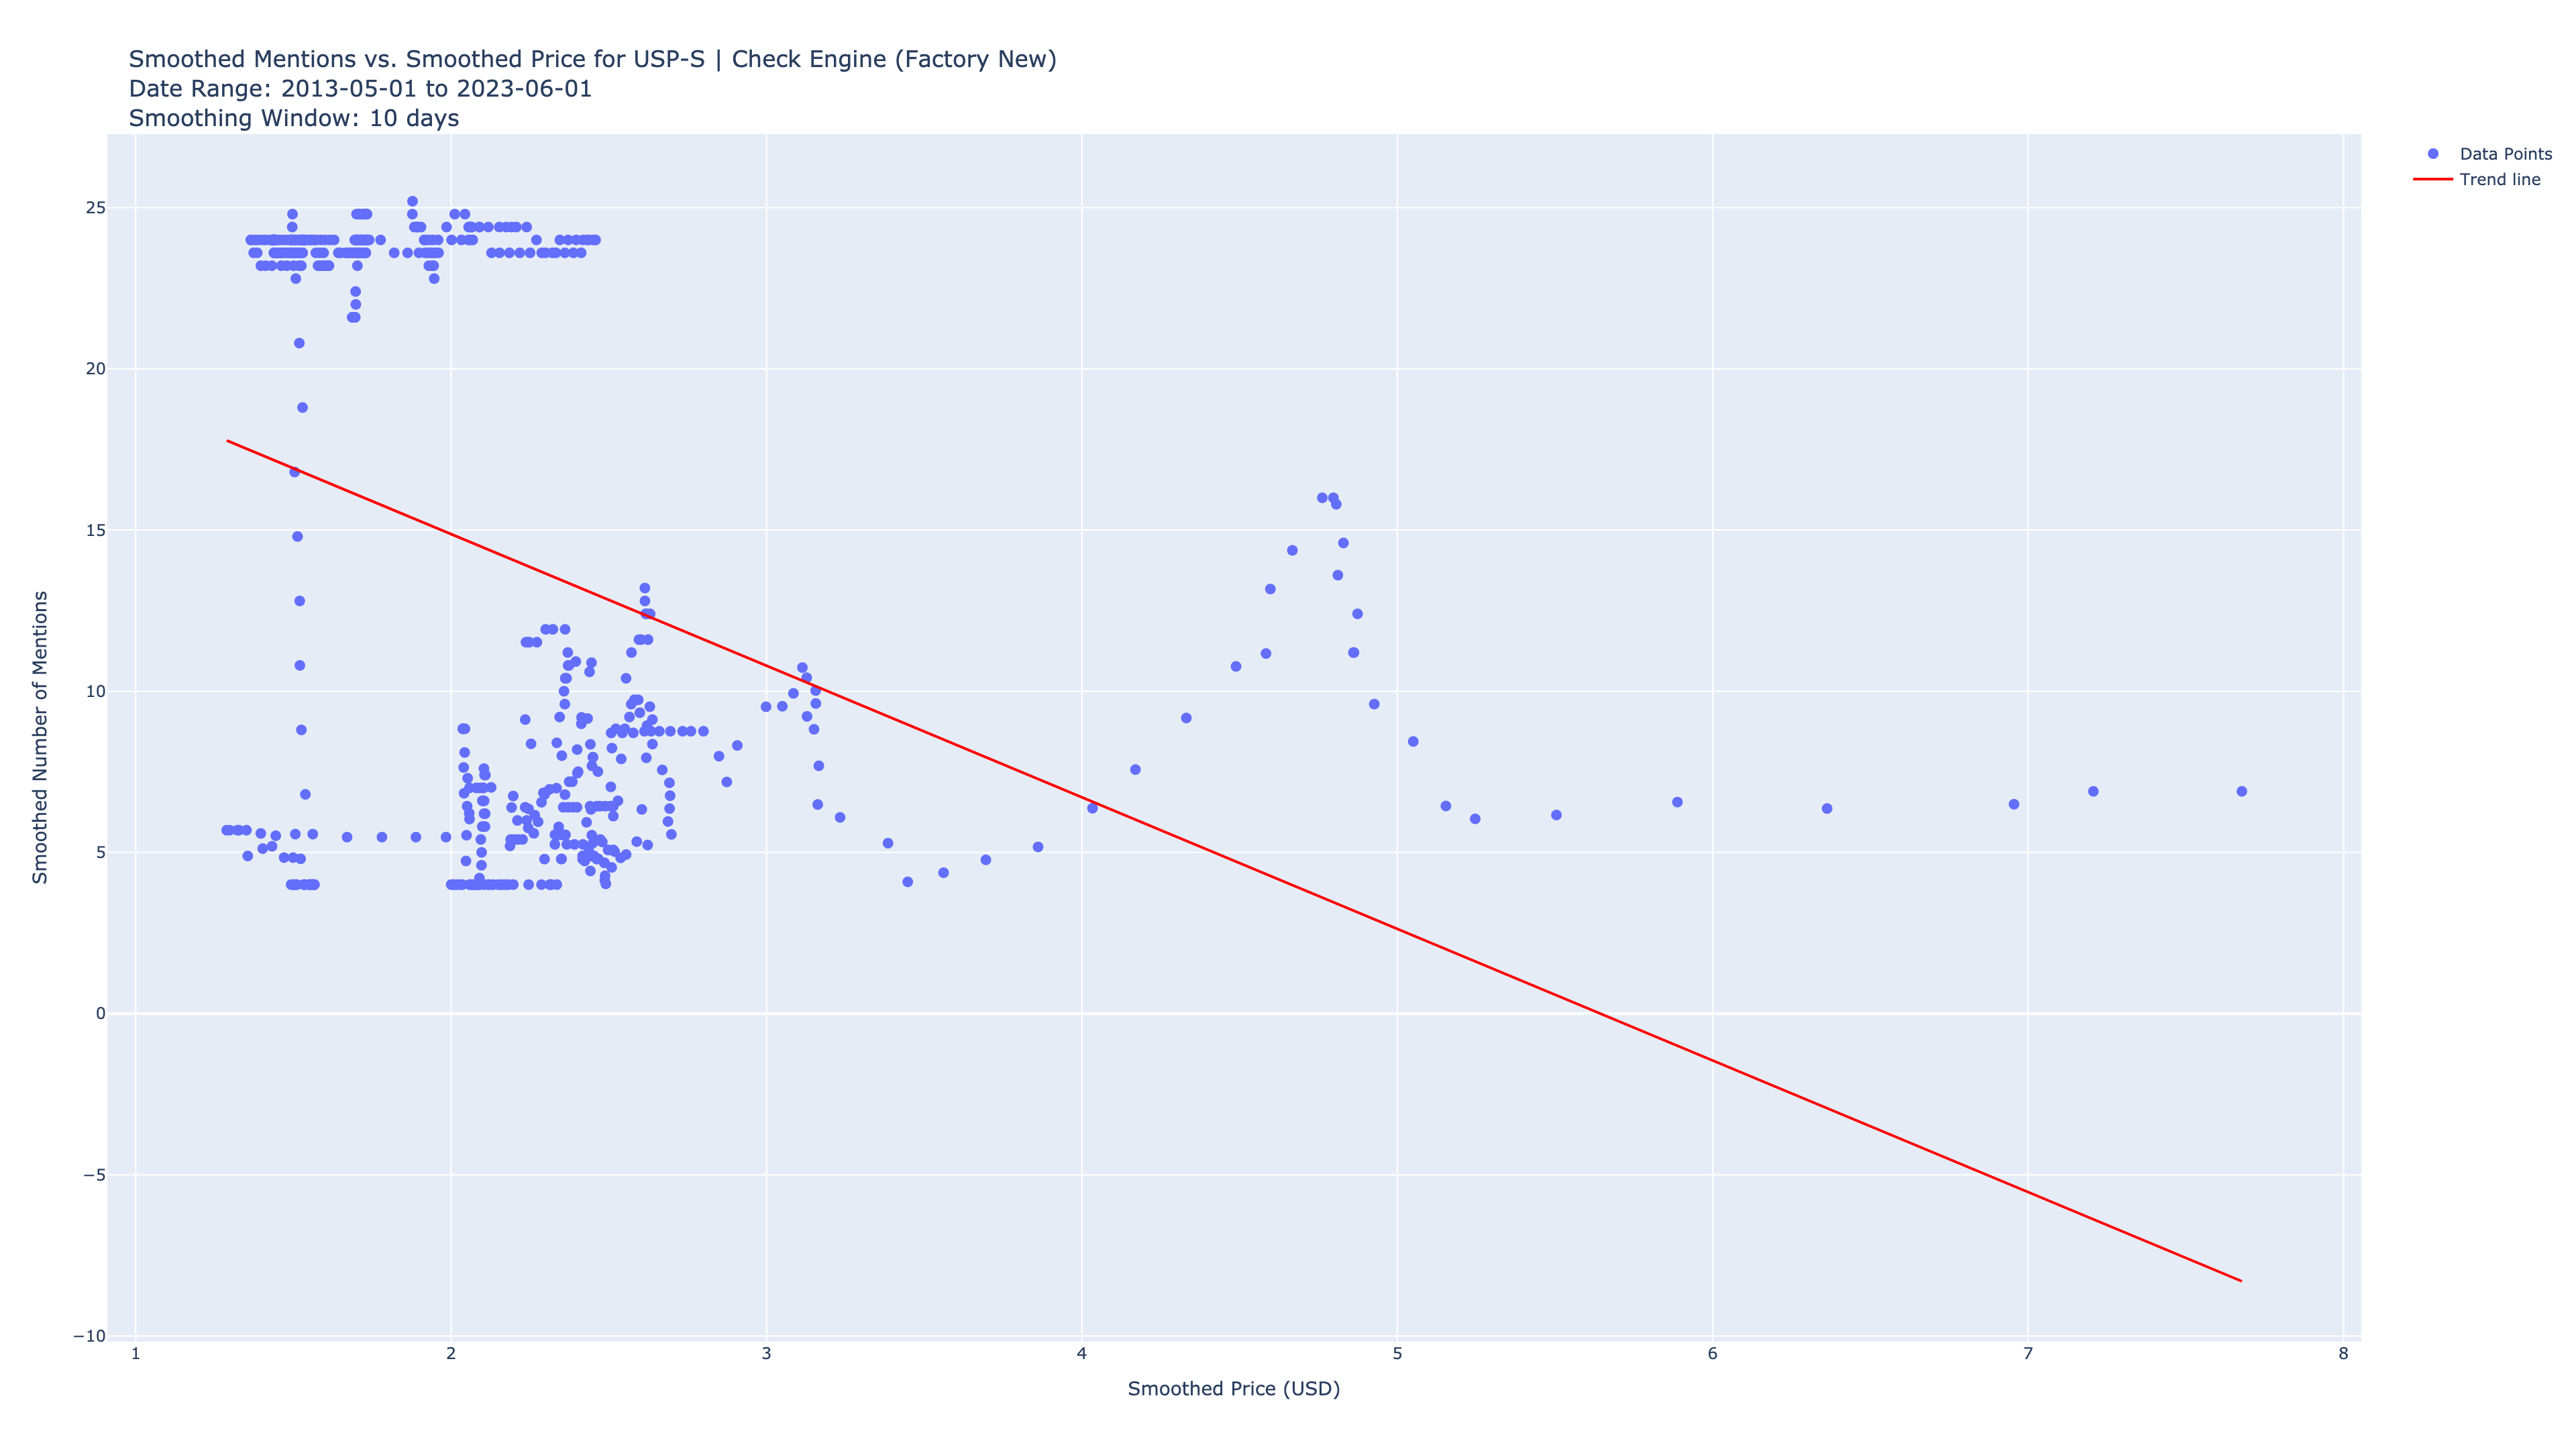 Smoothed Mentions vs. Smoothed Price for USP-S | Check Engine (Factory New)
Date Range: 2013-05-01 to 2023-06-01
Smoothing Window: 10 days
Data Points
Trend line
25
20
15
10
5
0
−5
−10
Smoothed Number of Mentions
1 2 3 4 5 6 7 8
Smoothed Price (USD)